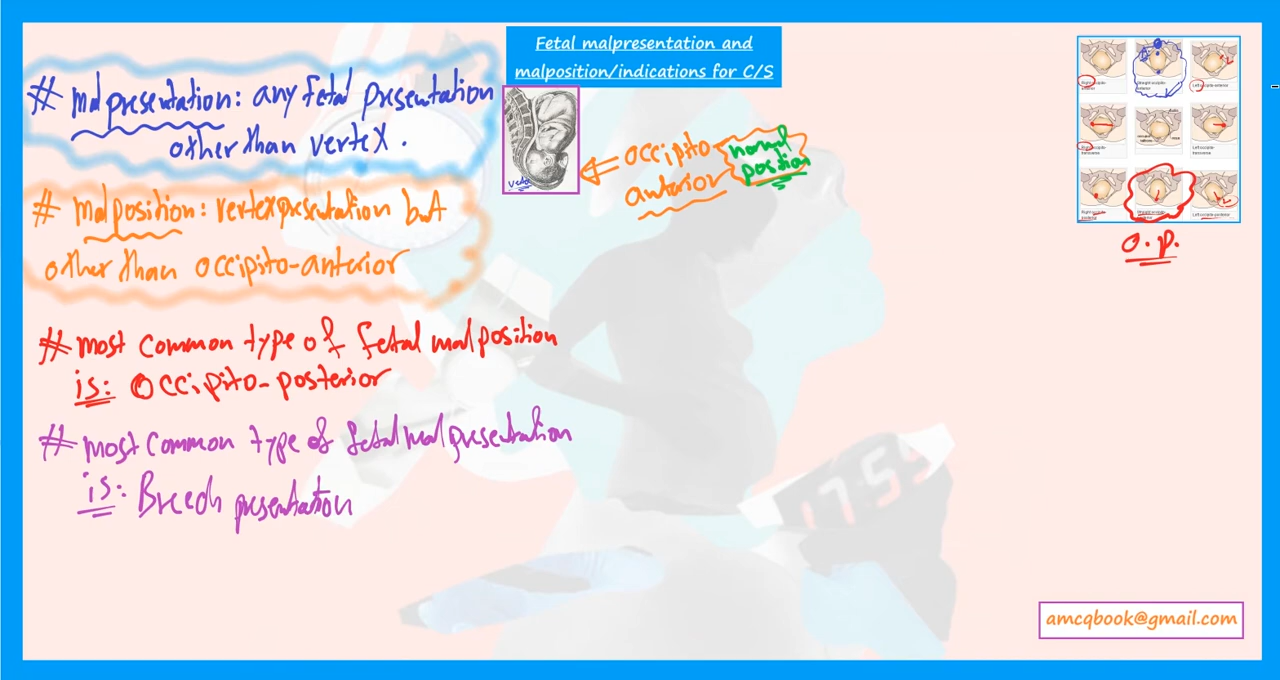 Fetal malpresentation and
malposition/indications for C/S
# malpresentation: any fetal presentation
other than vertex.
# malposition: vertex presentation but
other than occipito-anterior
# most common type of fetal malposition
is: Occipito-posterior
# most common type of fetal malpresentation
is: Breech presentation
occipito
anterior
normal
position
O.P.
17:59
amcqbook@gmail.com